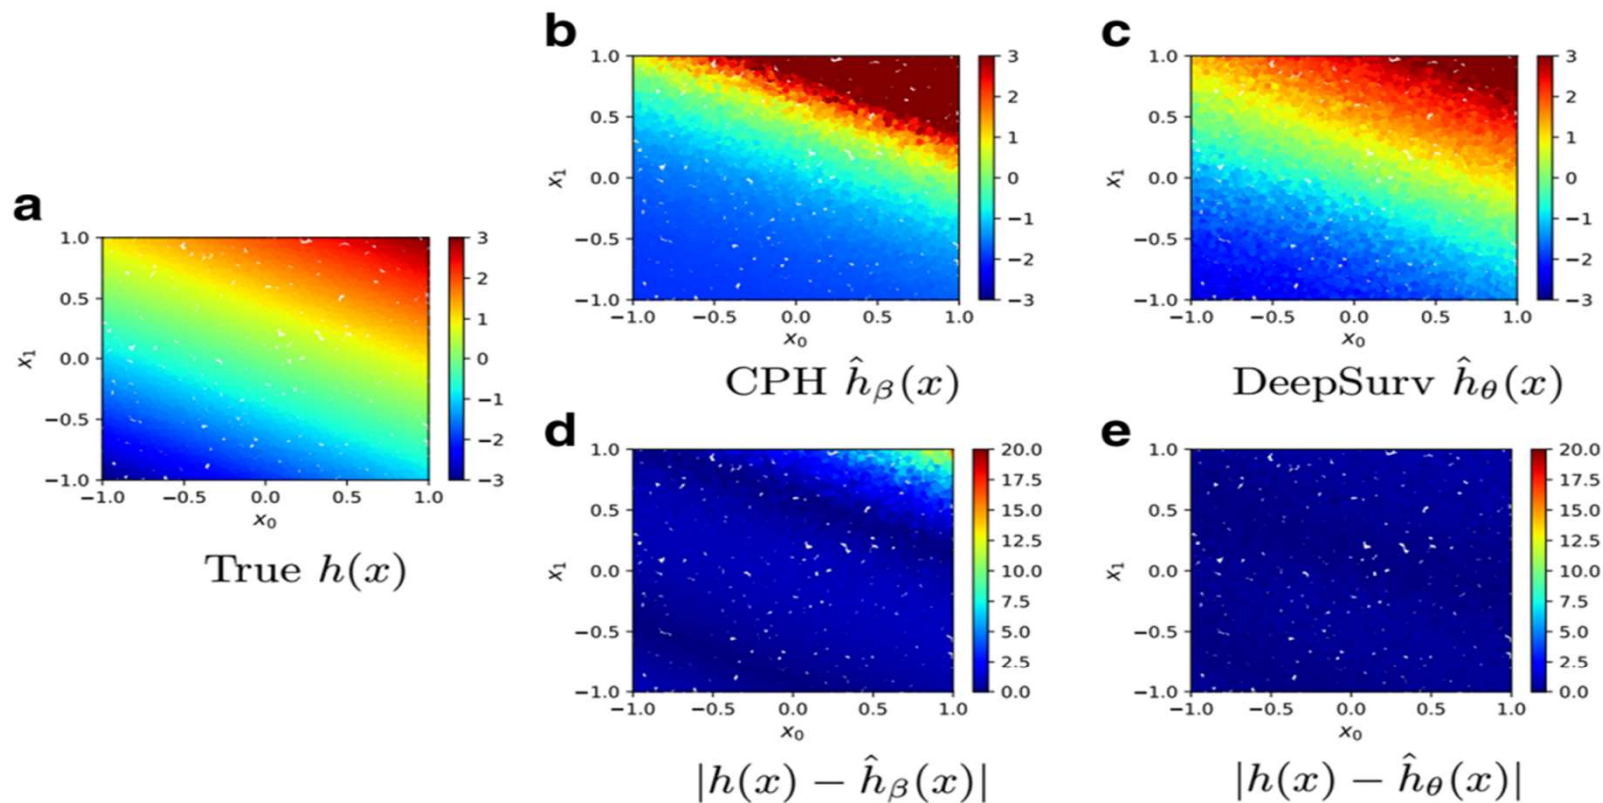 a
1.0
0.5
0.0
−0.5
−1.0
x₁
−1.0 −0.5 0.0 0.5 1.0
x₀
3
2
1
0
−1
−2
−3
True h(x)
b
1.0
0.5
0.0
−0.5
−1.0
x₁
−1.0 −0.5 0.0 0.5 1.0
x₀
3
2
1
0
−1
−2
−3
CPH ĥ_β(x)
c
1.0
0.5
0.0
−0.5
−1.0
x₁
−1.0 −0.5 0.0 0.5 1.0
x₀
3
2
1
0
−1
−2
−3
DeepSurv ĥ_θ(x)
d
1.0
0.5
0.0
−0.5
−1.0
x₁
−1.0 −0.5 0.0 0.5 1.0
x₀
20.0
17.5
15.0
12.5
10.0
7.5
5.0
2.5
0.0
|h(x) − ĥ_β(x)|
e
1.0
0.5
0.0
−0.5
−1.0
x₁
−1.0 −0.5 0.0 0.5 1.0
x₀
20.0
17.5
15.0
12.5
10.0
7.5
5.0
2.5
0.0
|h(x) − ĥ_θ(x)|